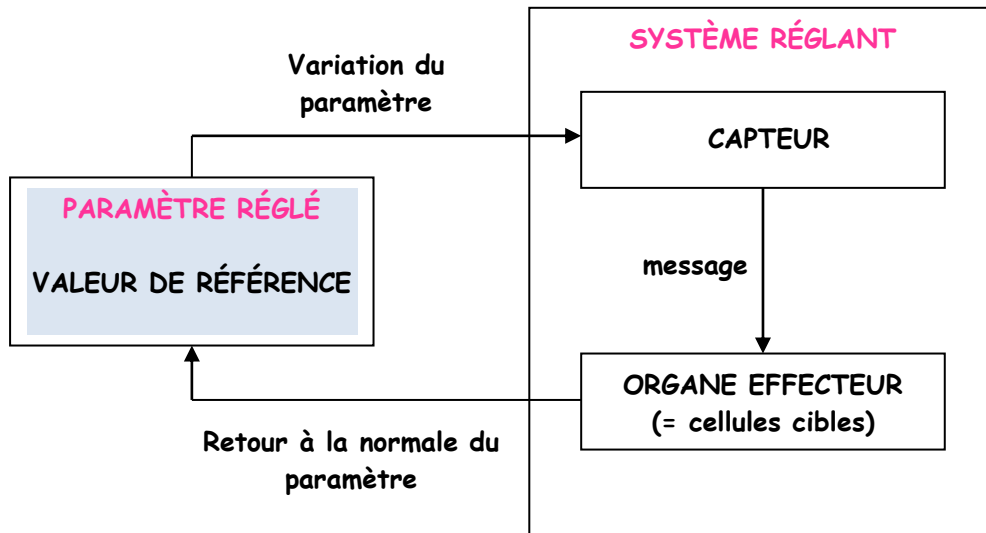 SYSTÈME RÉGLANT
Variation du
paramètre
CAPTEUR
PARAMÈTRE RÉGLÉ
VALEUR DE RÉFÉRENCE
message
ORGANE EFFECTEUR
(= cellules cibles)
Retour à la normale du
paramètre